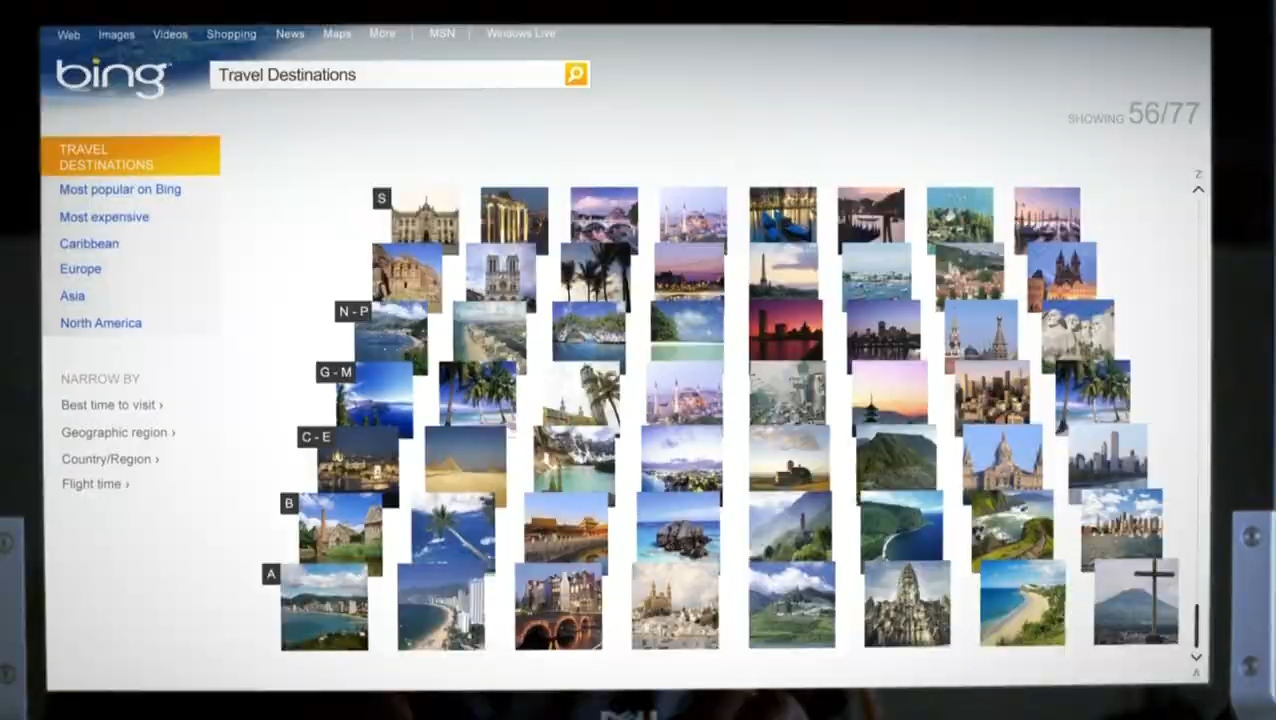 Web Images Videos Shopping News Maps More | MSN | Windows Live
bing
Travel Destinations
SHOWING 56/77
TRAVEL
DESTINATIONS
Most popular on Bing
Most expensive
Caribbean
Europe
Asia
North America
NARROW BY
Best time to visit ›
Geographic region ›
Country/Region ›
Flight time ›
Z
S
N - P
G - M
C - E
B
A
A
DELL